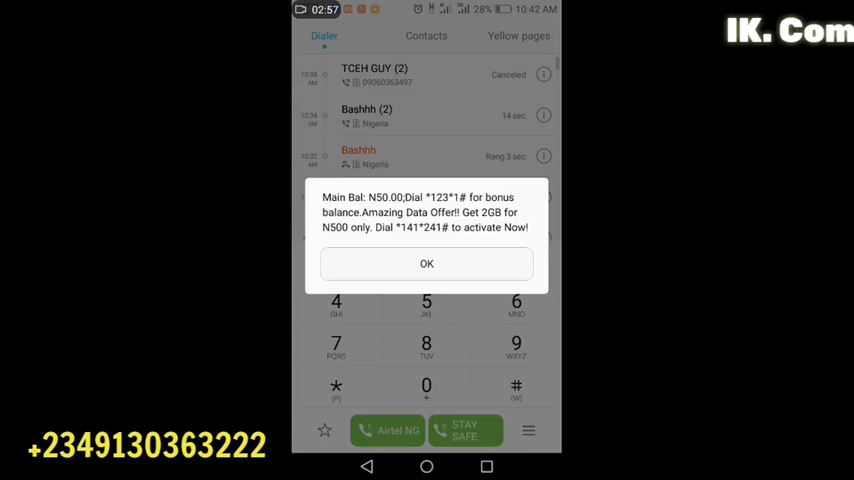 02:57
28%
10:42 AM
IK. Com
Dialer
Contacts
Yellow pages
10:38 AM
TCEH GUY (2)
09060363497
Canceled
10:34 AM
Bashhh (2)
Nigeria
14 sec
10:32 AM
Bashhh
Nigeria
Rang 3 sec
Main Bal: N50.00;Dial *123*1# for bonus
balance.Amazing Data Offer!! Get 2GB for
N500 only. Dial *141*241# to activate Now!
OK
4
GHI
5
JKL
6
MNO
7
PQRS
8
TUV
9
WXYZ
*
(P)
0
+
#
(W)
Airtel NG
STAY
SAFE
+2349130363222